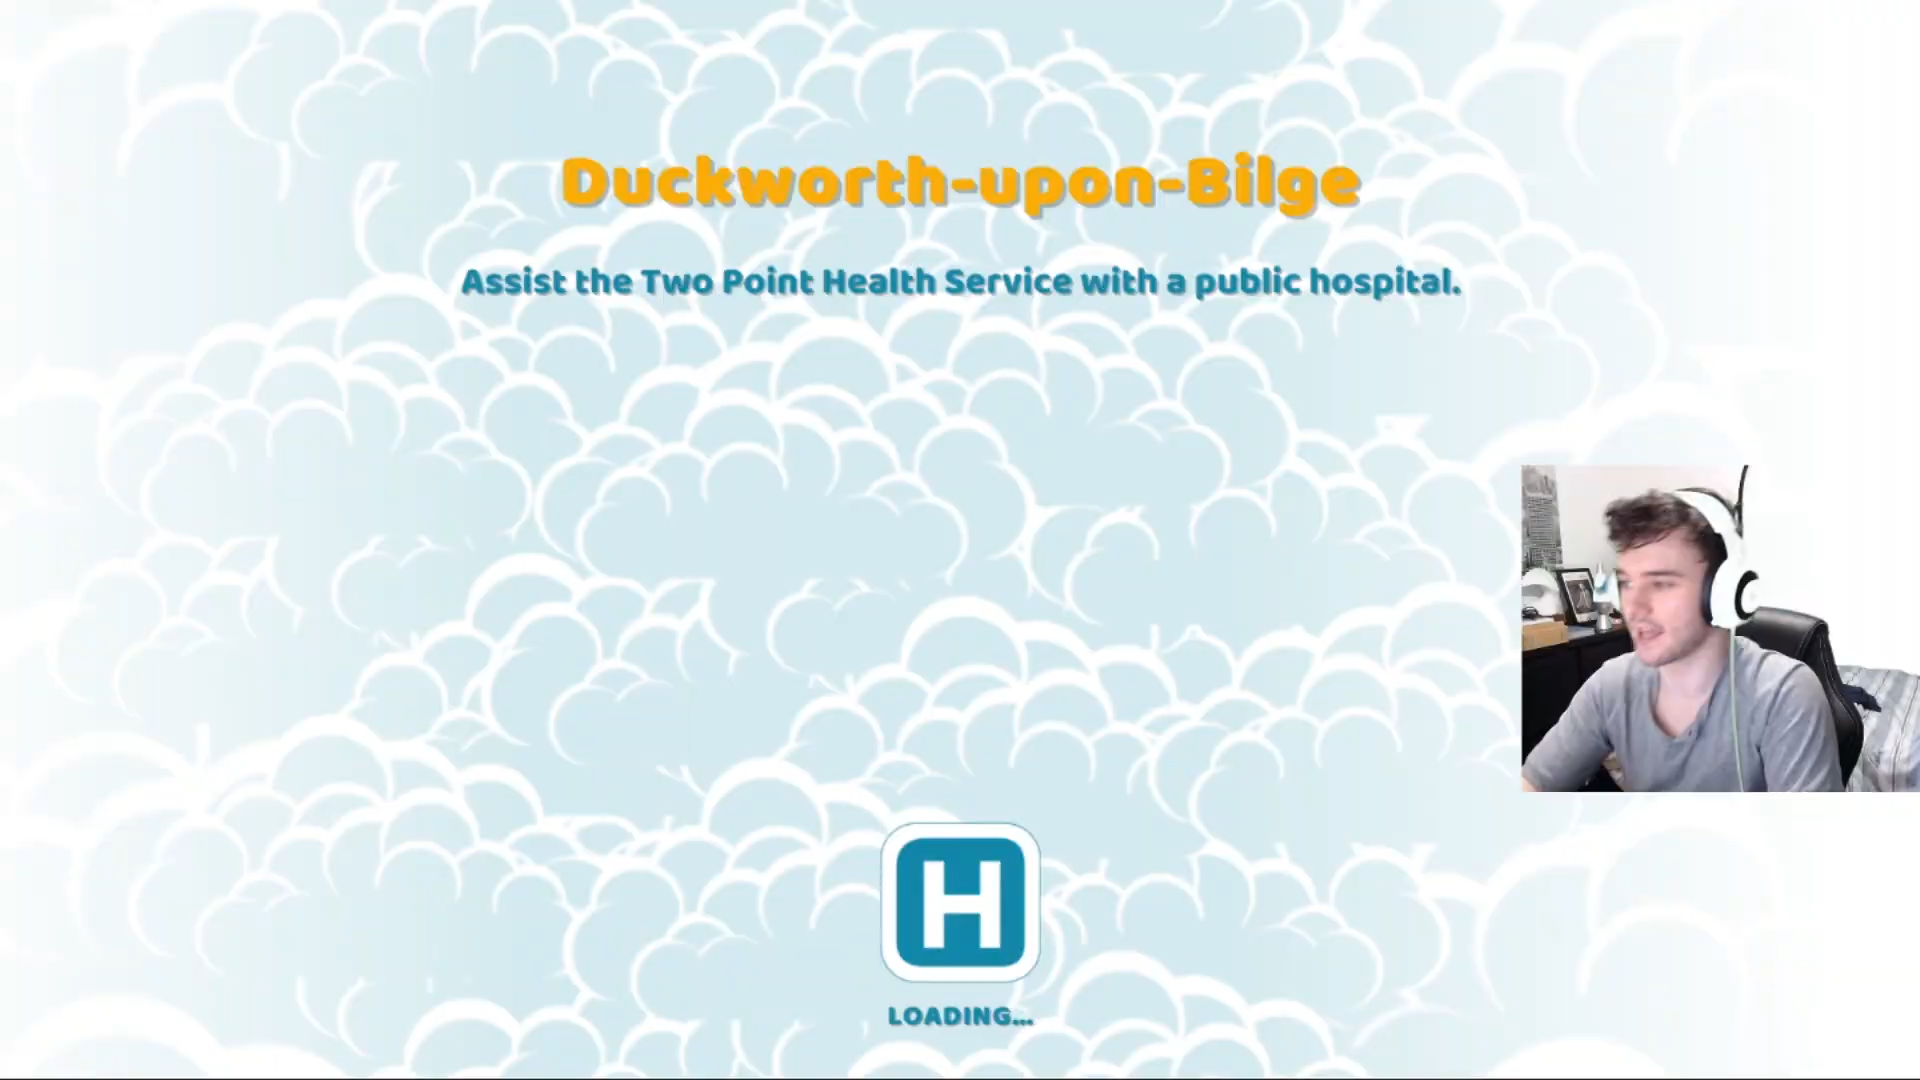 Duckworth-upon-Bilge
Assist the Two Point Health Service with a public hospital.
H
LOADING...